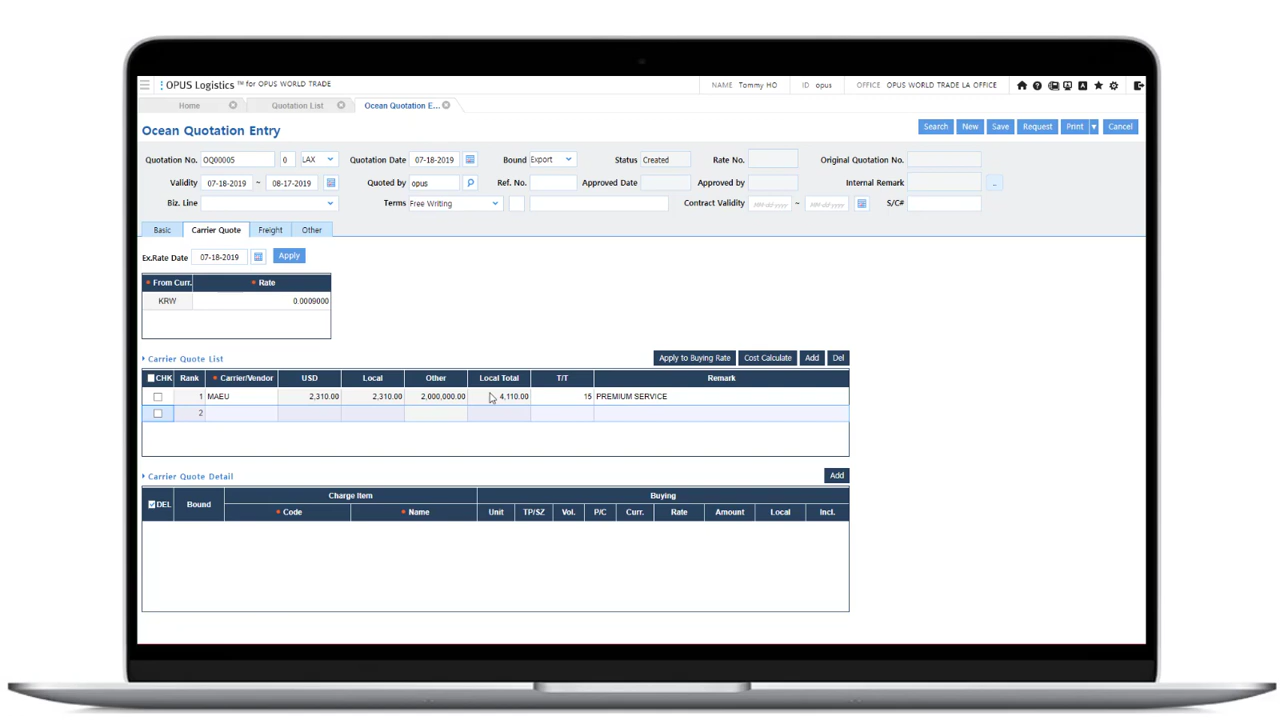 OPUS Logistics ™ for OPUS WORLD TRADE NAME Tommy HO ID opus OFFICE OPUS WORLD TRADE LA OFFICE
Home Quotation List Ocean Quotation E...
Ocean Quotation Entry Search New Save Request Print Cancel
Quotation No. OQ00005 0 LAX Quotation Date 07-18-2019 Bound Export Status Created Rate No. Original Quotation No.
Validity 07-18-2019 ~ 08-17-2019 Quoted by opus Ref. No. Approved Date Approved by Internal Remark ...
Biz. Line Terms Free Writing Contract Validity MM-dd-yyyy ~ MM-dd-yyyy S/C#
Basic Carrier Quote Freight Other
Ex.Rate Date 07-18-2019 Apply
From Curr. Rate
KRW 0.0009000
Carrier Quote List Apply to Buying Rate Cost Calculate Add Del
CHK Rank Carrier/Vendor USD Local Other Local Total T/T Remark
1 MAEU 2,310.00 2,310.00 2,000,000.00 4,110.00 15 PREMIUM SERVICE
2
Carrier Quote Detail Add
DEL Bound Charge Item Buying
Code Name Unit TP/SZ Vol. P/C Curr. Rate Amount Local Incl.